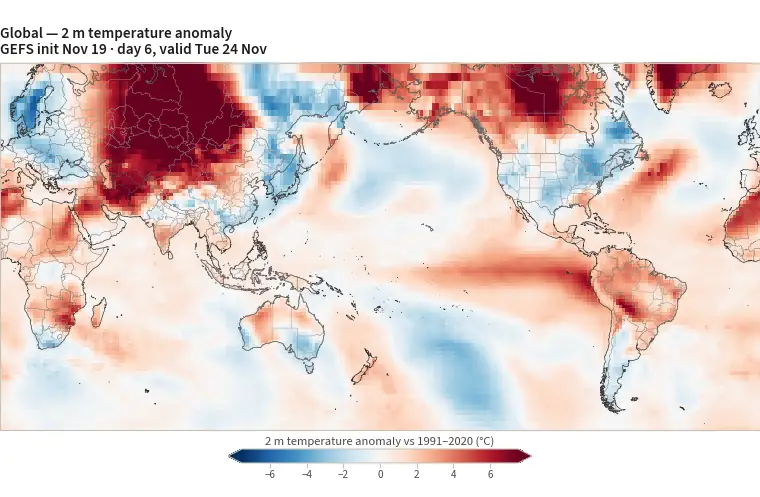 Global — 2 m temperature anomaly
GEFS init Nov 19 · day 6, valid Tue 24 Nov
2 m temperature anomaly vs 1991–2020 (°C)
−6 −4 −2 0 2 4 6